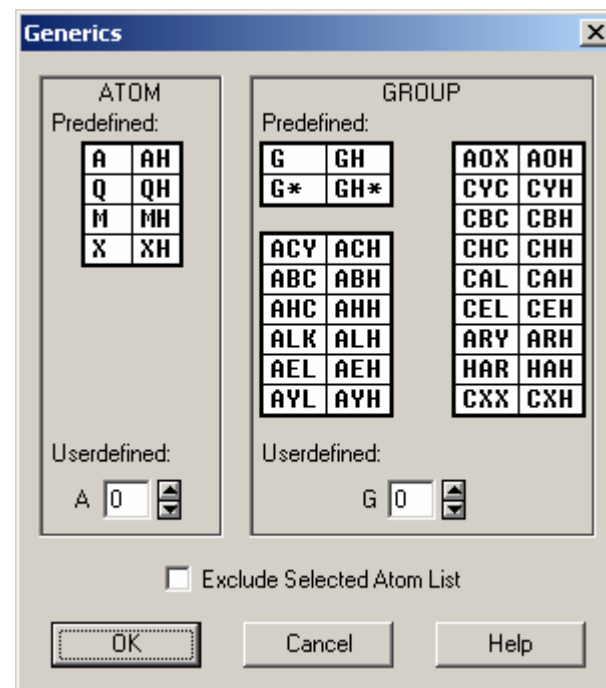 Generics
ATOM
Predefined:
A AH
Q QH
M MH
X XH
Userdefined:
A 0
GROUP
Predefined:
G GH
G* GH*
ACY ACH
ABC ABH
AHC AHH
ALK ALH
AEL AEH
AYL AYH
AOX AOH
CYC CYH
CBC CBH
CHC CHH
CAL CAH
CEL CEH
ARY ARH
HAR HAH
CXX CXH
Userdefined:
G 0
Exclude Selected Atom List
OK Cancel Help